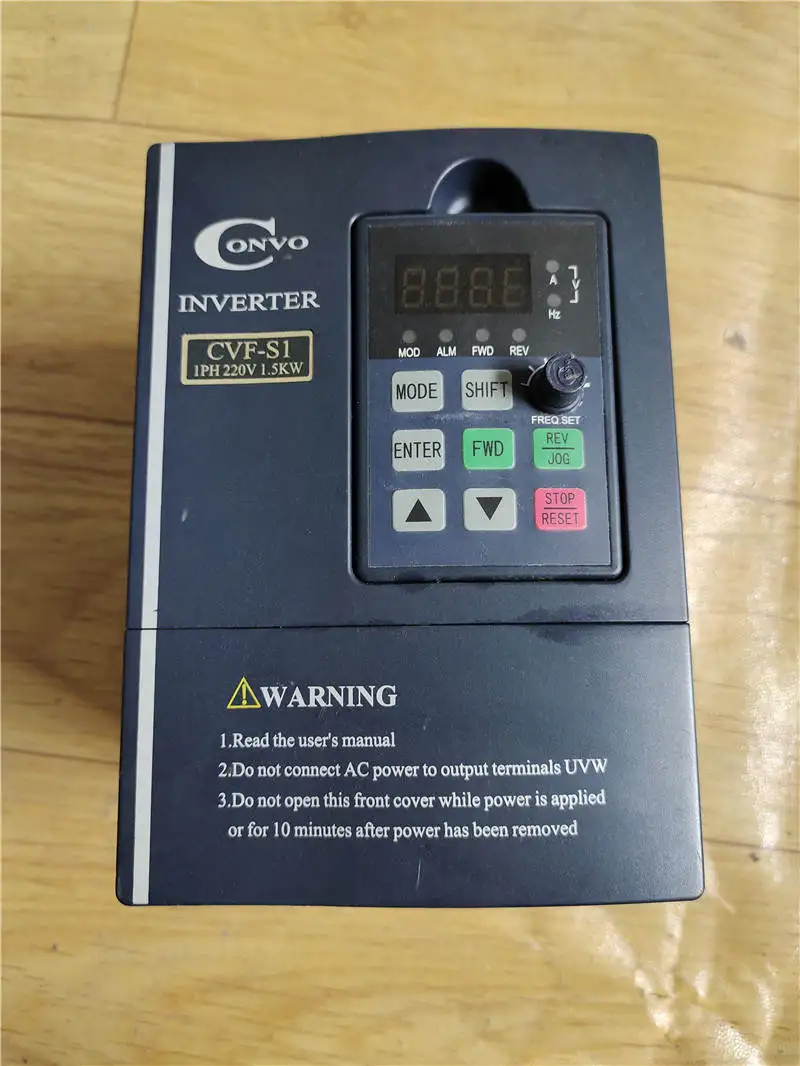 CONVO
INVERTER
CVF-S1
1PH 220V 1.5KW
A
V
Hz
MOD ALM FWD REV
MODE SHIFT
FREQ.SET
ENTER FWD REV
JOG
STOP
RESET
WARNING
1.Read the user's manual
2.Do not connect AC power to output terminals UVW
3.Do not open this front cover while power is applied
or for 10 minutes after power has been removed